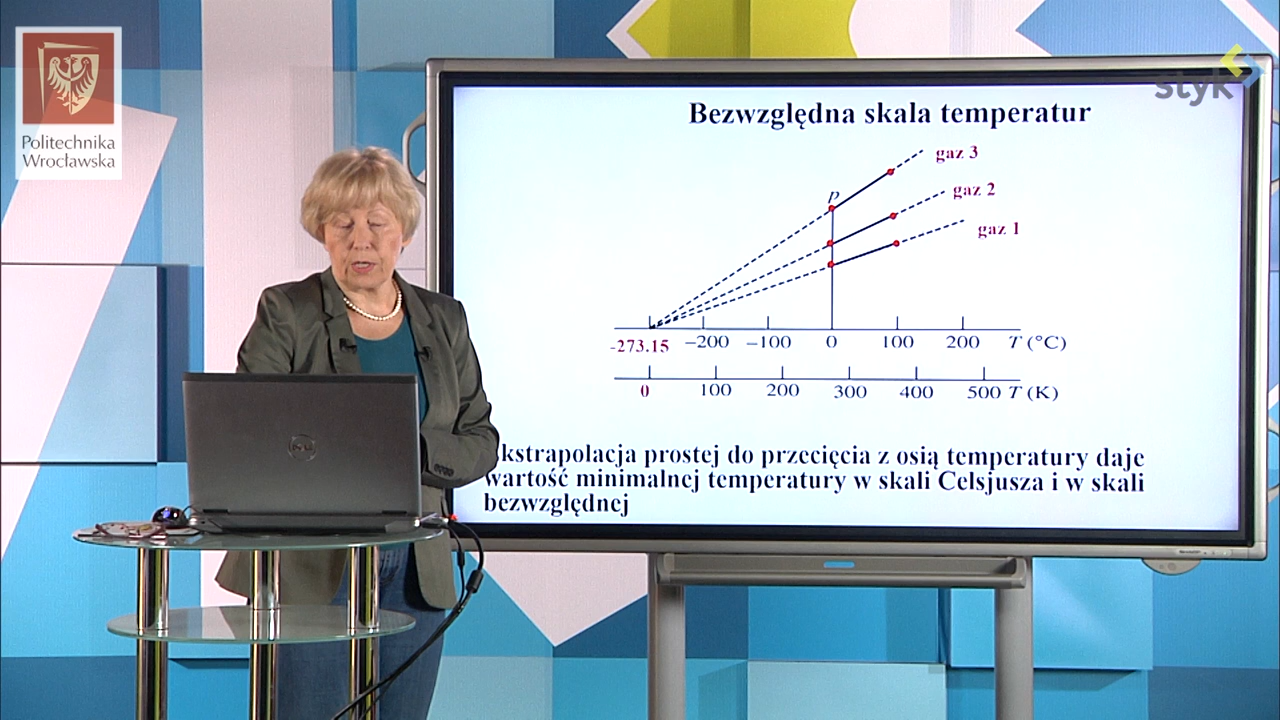 Politechnika
Wrocławska
styk
Bezwzględna skala temperatur
gaz 3
p
gaz 2
gaz 1
-273.15 −200 −100 0 100 200 T (°C)
0 100 200 300 400 500 T (K)
kstrapolacja prostej do przecięcia z osią temperatury daje
wartość minimalnej temperatury w skali Celsjusza i w skali
bezwzględnej
DELL